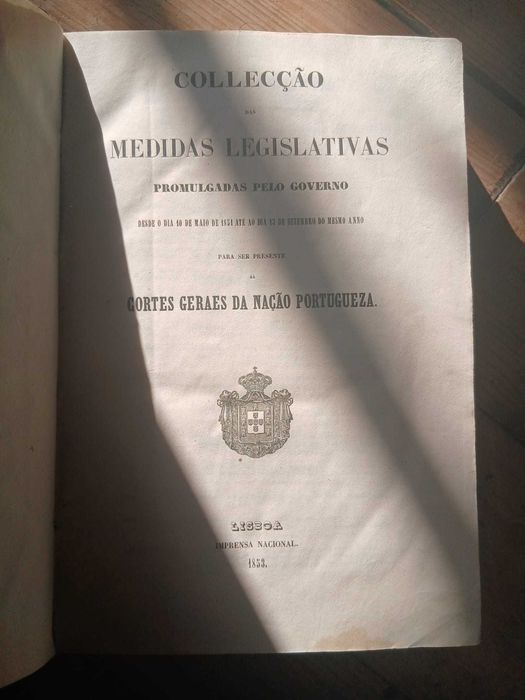 COLLECÇÃO
DAS
MEDIDAS LEGISLATIVAS
PROMULGADAS PELO GOVERNO
DESDE O DIA 10 DE MAIO DE 1851 ATÉ AO DIA 13 DE DEZEMBRO DO MESMO ANNO
PARA SER PRESENTE
ÁS
CORTES GERAES DA NAÇÃO PORTUGUEZA.
LISBOA
IMPRENSA NACIONAL.
1853.